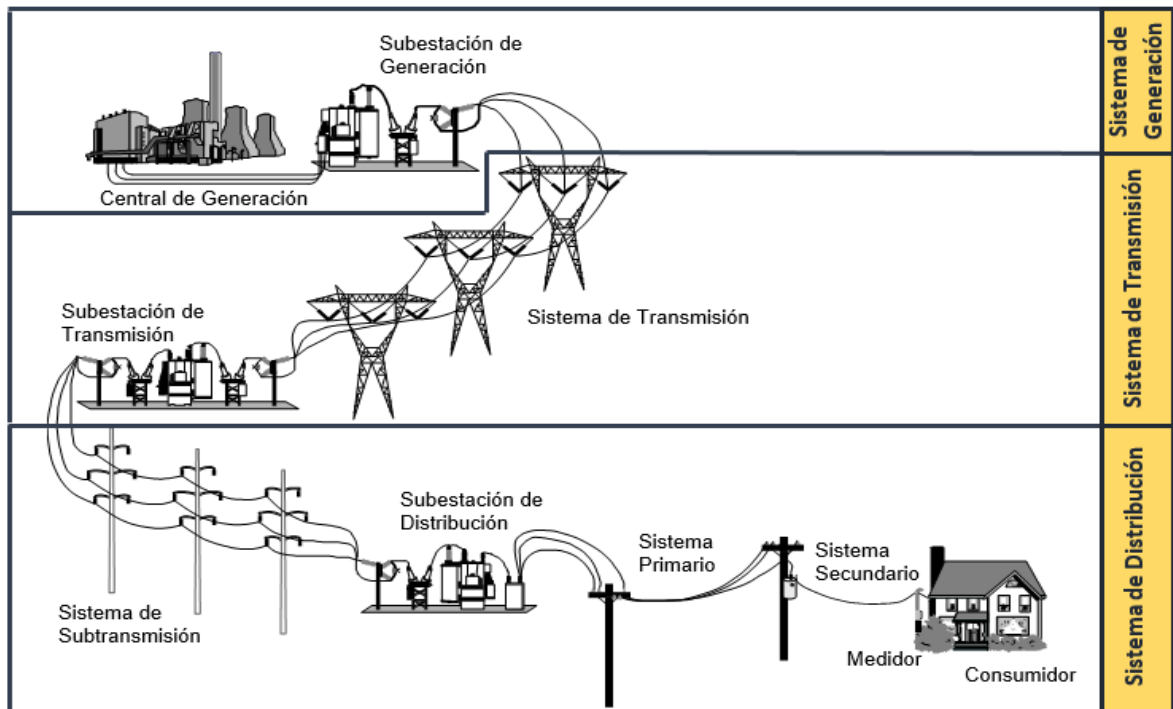 Subestación de
Generación
Central de Generación
Sistema de
Generación
Subestación de
Transmisión
Sistema de Transmisión
Sistema de Transmisión
Subestación de
Distribución
Sistema
Primario
Sistema
Secundario
Sistema de
Subtransmisión
Medidor
Consumidor
Sistema de Distribución